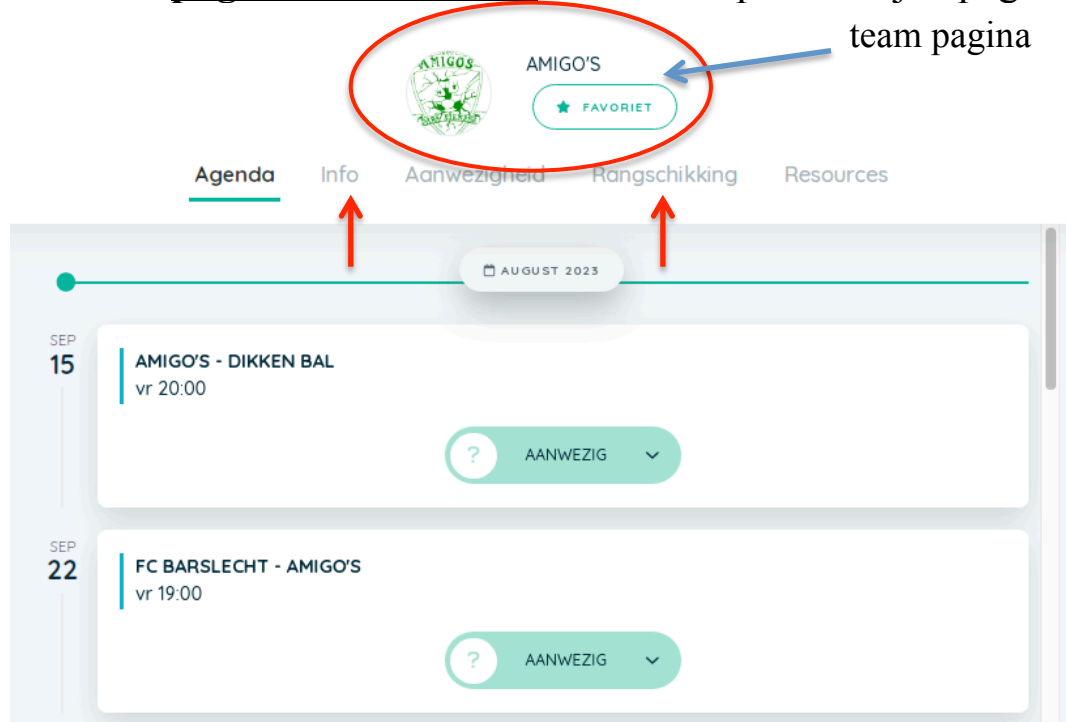 team pagina
AMIGOS
AMIGO'S
FAVORIET
Agenda Info Aanwezigheid Rangschikking Resources
AUGUST 2023
SEP
15
AMIGO'S - DIKKEN BAL
vr 20:00
? AANWEZIG
SEP
22
FC BARSLECHT - AMIGO'S
vr 19:00
? AANWEZIG